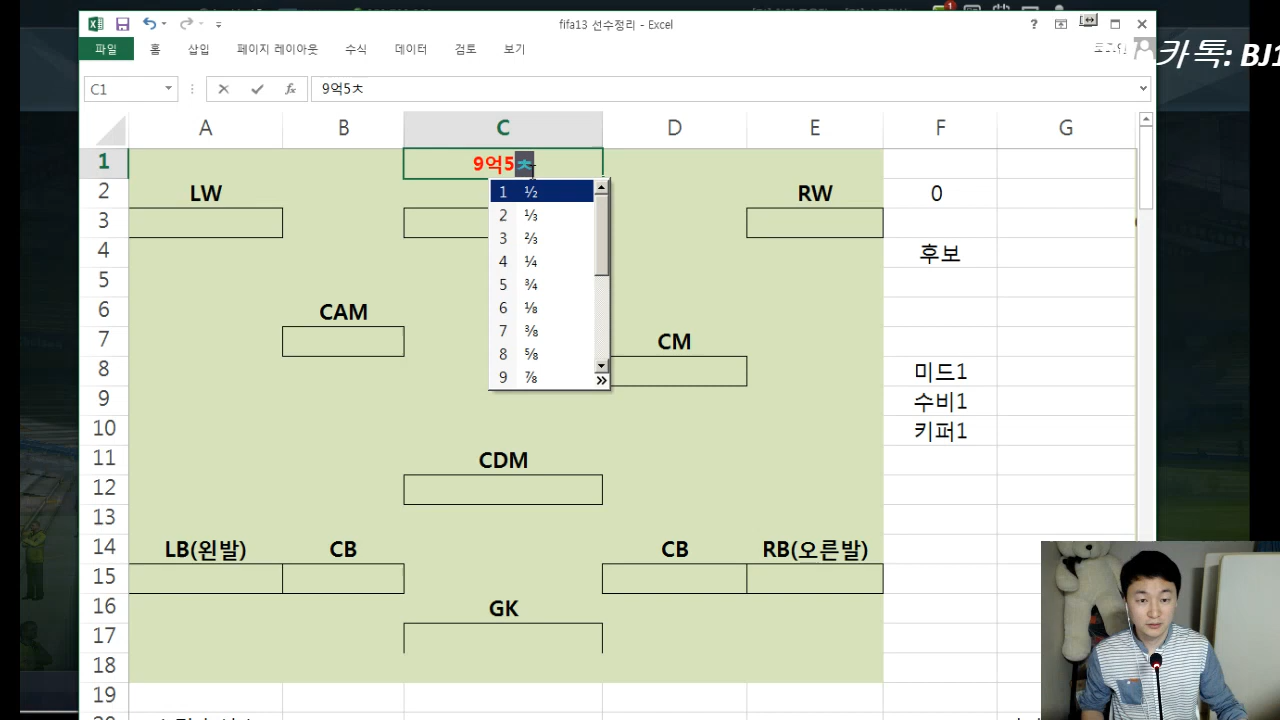 fifa13 선수정리 - Excel
파일 홈 삽입 페이지 레이아웃 수식 데이터 검토 보기
카톡: BJ1
C1 9억5ㅊ
A B C D E F G
1 9억5ㅊ
2 LW RW 0
3
4 후보
5
6 CAM
7 CM
8 미드1
9 수비1
10 키퍼1
11 CDM
12
13
14 LB(왼발) CB CB RB(오른발)
15
16 GK
17
18
19
1 ½
2 ⅓
3 ⅔
4 ¼
5 ¾
6 ⅛
7 ⅜
8 ⅝
9 ⅞